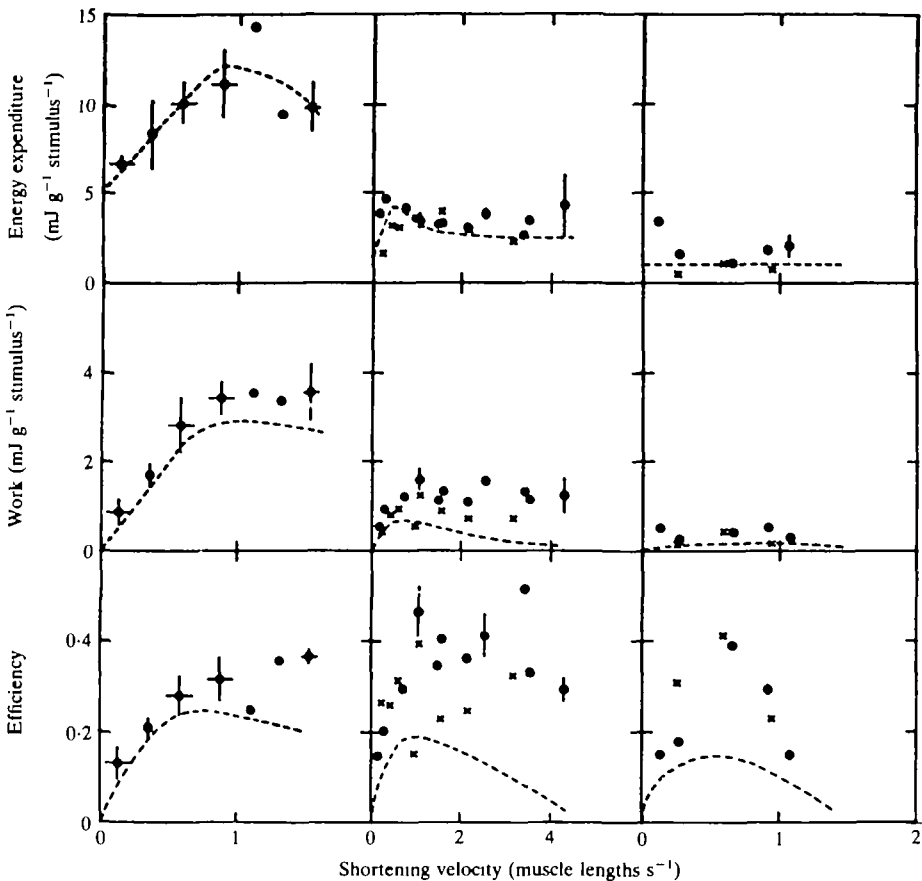 15
10
5
0
Energy expenditure
(mJ g⁻¹ stimulus⁻¹)
4
2
0
Work (mJ g⁻¹ stimulus⁻¹)
0·4
0·2
Efficiency
0 1 0 2 4 0 1 2
Shortening velocity (muscle lengths s⁻¹)